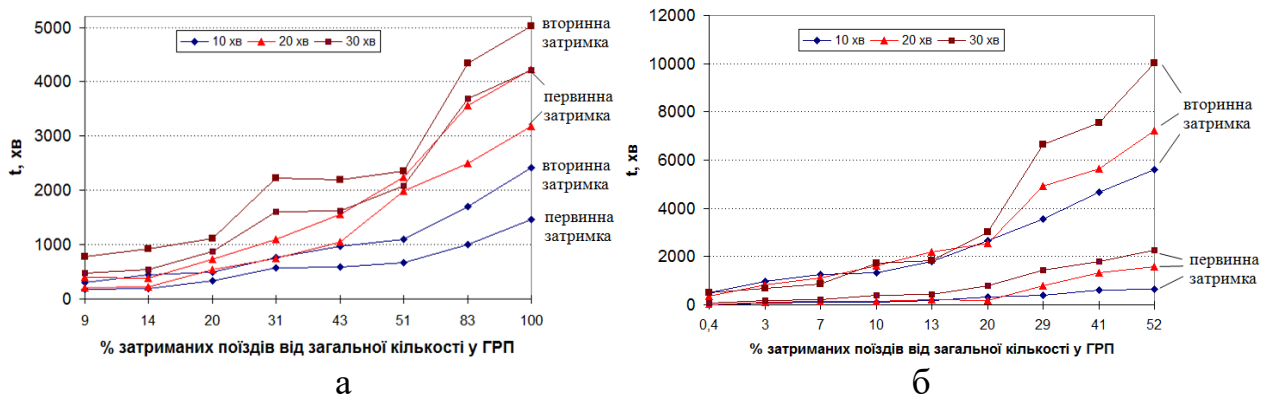 5000
4000
3000
2000
1000
0
t, хв
10 хв 20 хв 30 хв
вторинна
затримка
первинна
затримка
вторинна
затримка
первинна
затримка
9 14 20 31 43 51 83 100
% затриманих поїздів від загальної кількості у ГРП
а
12000
10000
8000
6000
4000
2000
0
t, хв
10 хв 20 хв 30 хв
вторинна
затримка
первинна
затримка
0,4 3 7 10 13 20 29 41 52
% затриманих поїздів від загальної кількості у ГРП
б